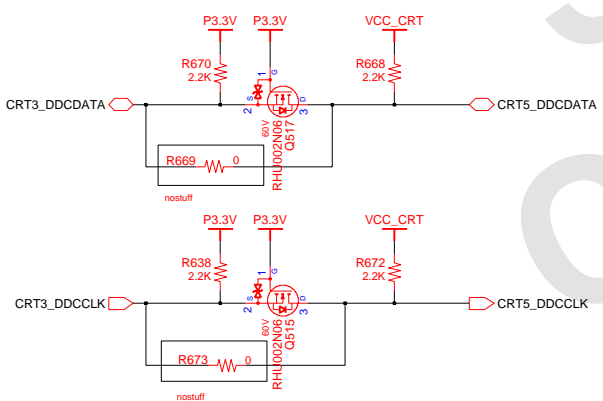 P3.3V P3.3V VCC_CRT
R670
2.2K
1
G
R668
2.2K
CRT3_DDCDATA
S
D
CRT5_DDCDATA
2
3
60V
RHU002N06
Q517
R669 0
nostuff
P3.3V P3.3V VCC_CRT
R638
2.2K
1
G
R672
2.2K
CRT3_DDCCLK
S
D
CRT5_DDCCLK
2
3
60V
RHU002N06
Q515
R673 0
nostuff